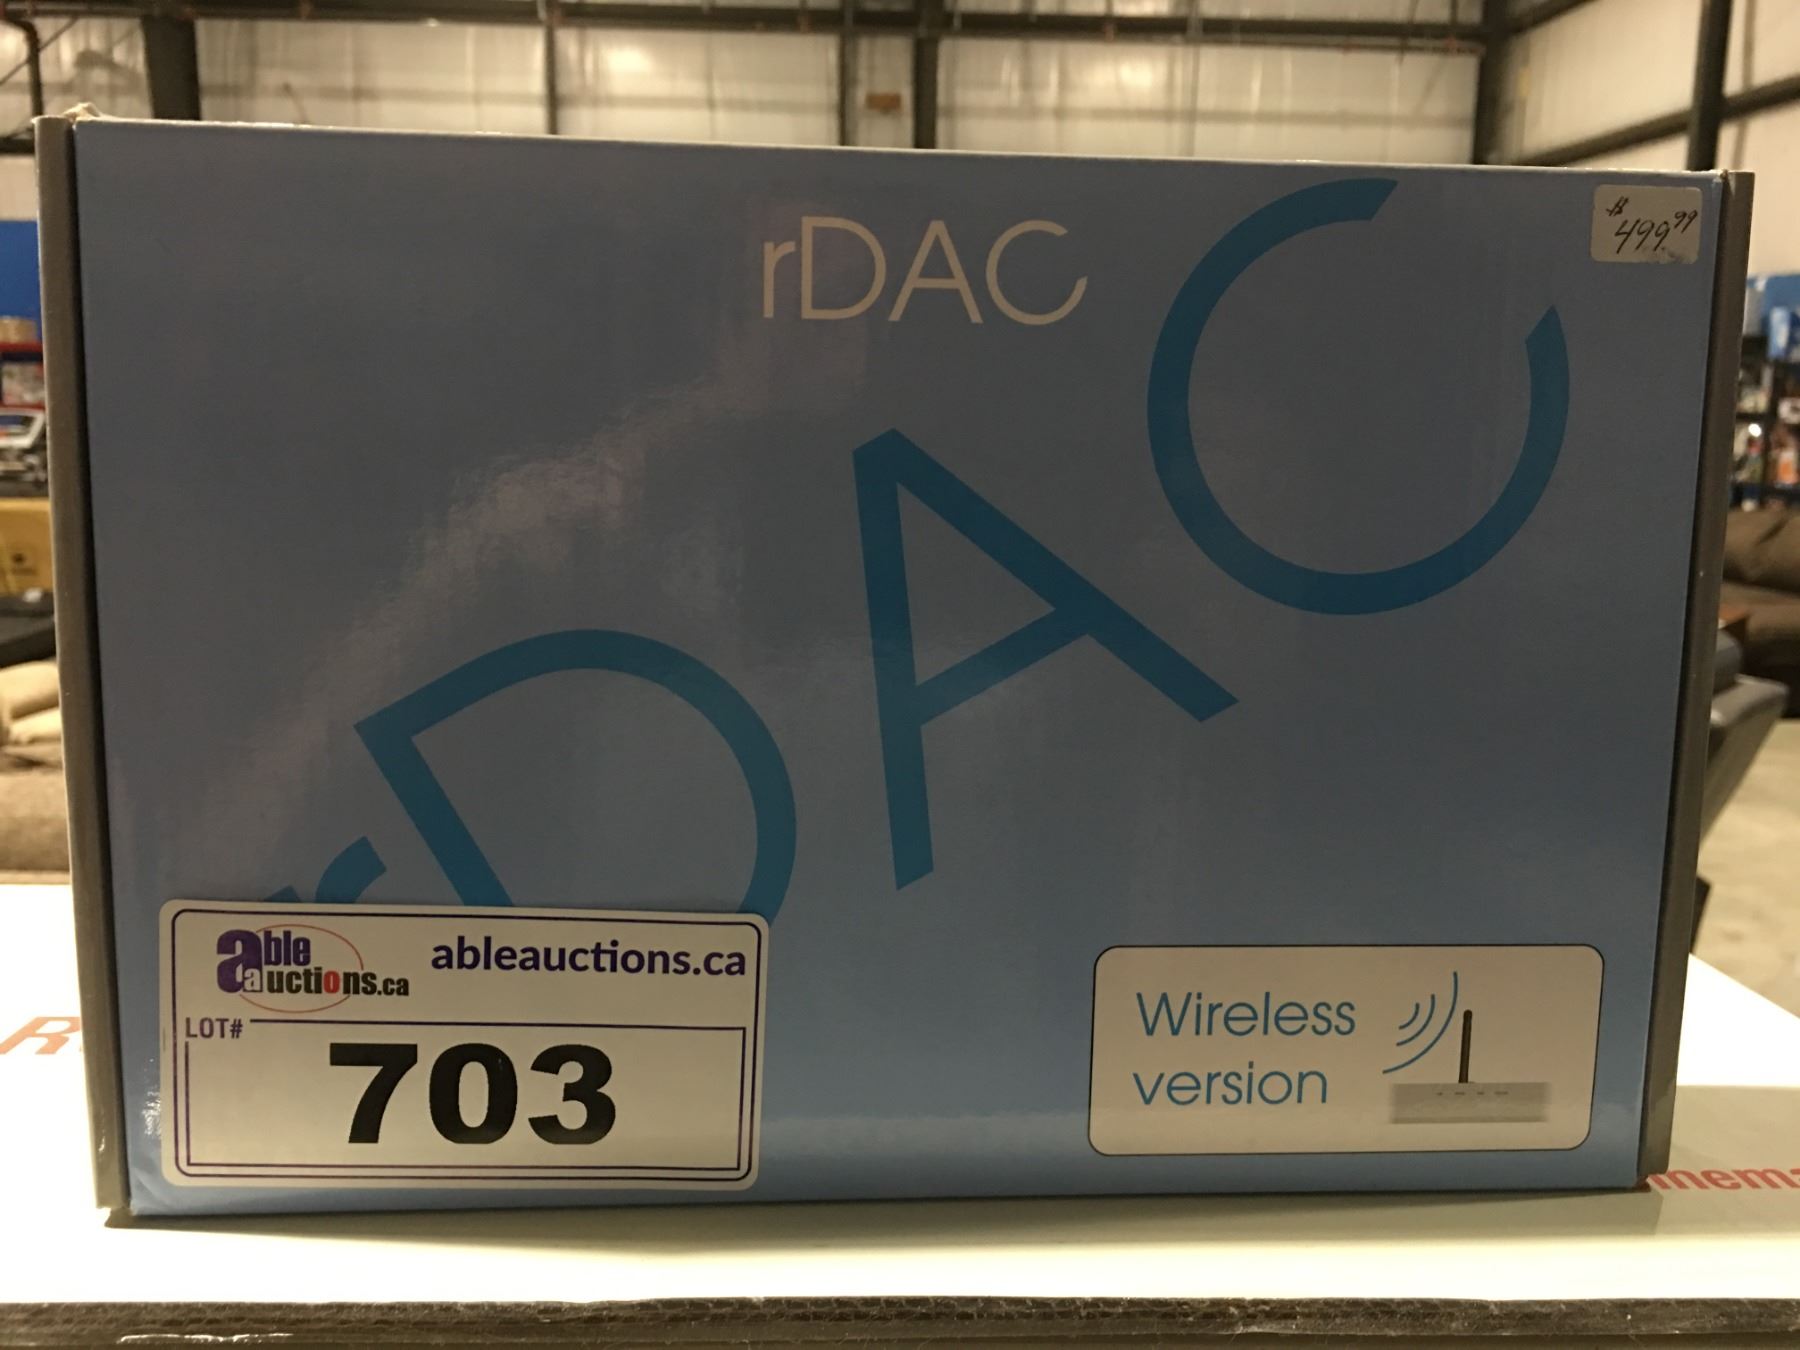 rDAC
$499.99
rDAC
Wireless
version
able
auctions.ca
ableauctions.ca
LOT#
703